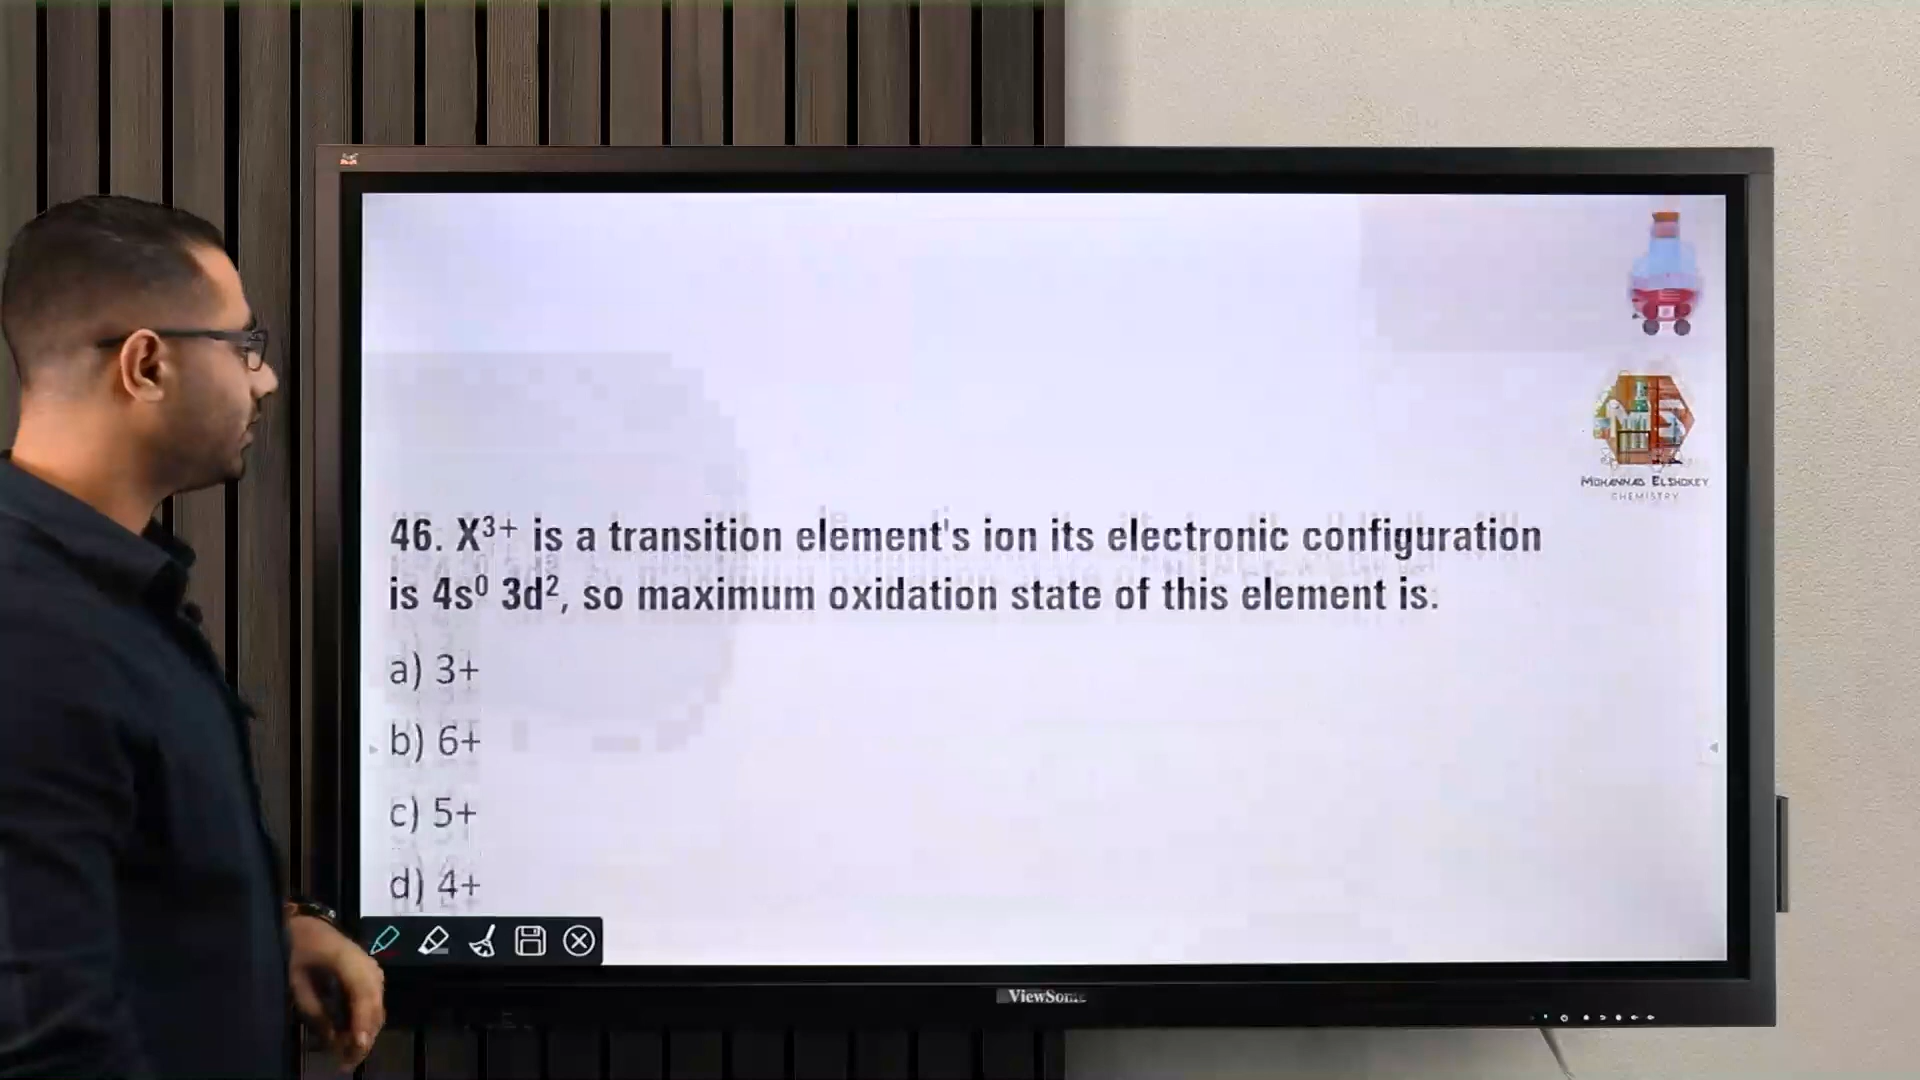 MOHANNAD ELSHOKEY
CHEMISTRY
46. X³⁺ is a transition element's ion its electronic configuration
is 4s⁰ 3d², so maximum oxidation state of this element is:
a) 3+
b) 6+
c) 5+
d) 4+
ViewSonic